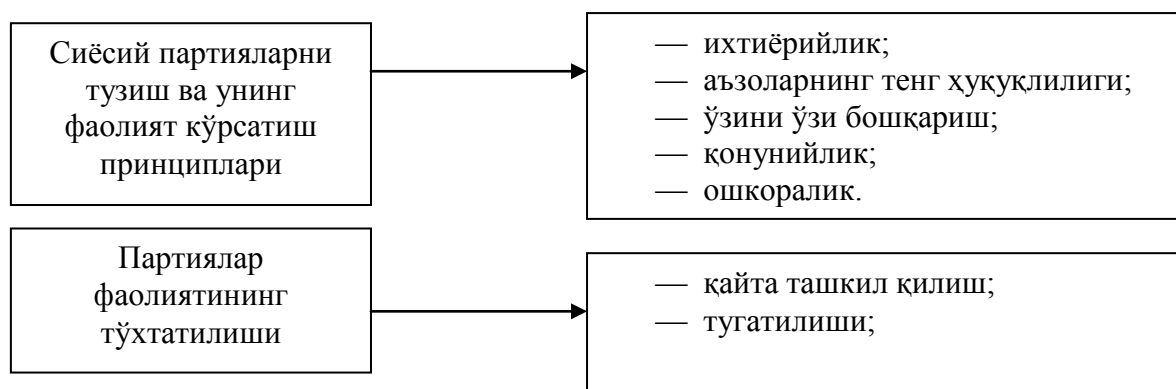 Сиёсий партияларни
тузиш ва унинг
фаолият кўрсатиш
принциплари
— ихтиёрийлик;
— аъзоларнинг тенг ҳуқуқлилиги;
— ўзини ўзи бошқариш;
— қонунийлик;
— ошкоралик.
Партиялар
фаолиятининг
тўхтатилиши
— қайта ташкил қилиш;
— тугатилиши;